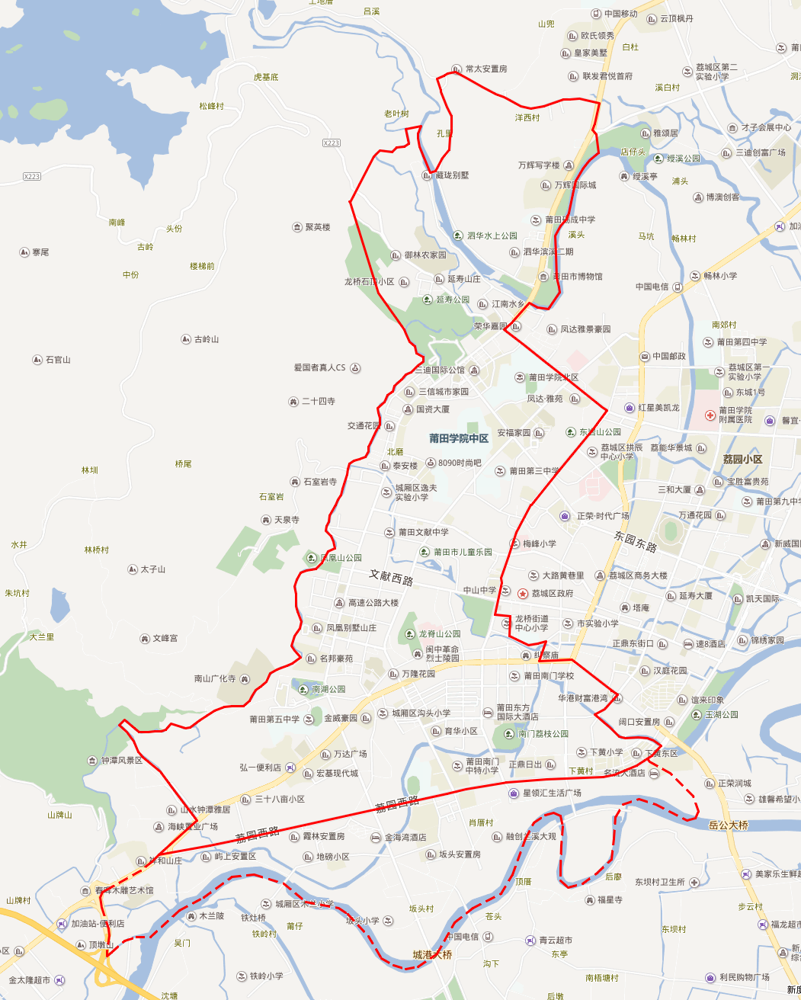 土地厝
吕溪
中国移动
云顶枫丹
山兜
欧氏领秀
白杜
皇家美墅
虎基底
常太安置房
联发君悦首府
荔城区第二
实验小学
溪白村
松峰村
老叶树
洋西村
孔里
才子会展中心
雅颂居
X223
店仔头
三迪创富广场
绶溪公园
万辉写字楼
X223
藏珑别墅
绶溪亭
浦头
万辉国际城
博澳创客
南峰
头份
聚英楼
莆田砺成中学
泗华水上公园
溪头
马坑
畅林村
古岭
寨尾
御林农家园
泗华滨溪二期
楼梯前
中份
龙桥石顶小区
延寿山庄
莆田市博物馆
畅林小学
中国电信
延寿公园
江南水乡
荣华嘉园
凤达雅景豪园
南郊村
古岭山
莆田第四中学
石官山
中国邮政
爱国者真人CS
三迪国际公馆
莆田学院北区
荔城区第一
实验小学
三信城市家园
东城1号
二十四寺
凤达·雅苑
国资大厦
红星美凯龙
莆田学院
附属医院
馨宜
交通花园
莆田学院中区
安福家园
东岩山公园
北磨
荔城区拱辰
中心小学
荔能华景城
荔园小区
桥尾
泰安楼
8090时尚吧
林圳
莆田第三中学
石室岩寺
城厢区逸夫
实验小学
宝胜富贵苑
三和大厦
石室岩
莆田第九中学
天泉寺
正荣·时代广场
万通花园
莆田文献中学
东园东路
水井
林桥村
梅峰小学
新威国际
凤凰山公园
莆田市儿童乐园
太子山
文献西路
大路黄巷里
荔城区商务大楼
朱坑村
中山中学
荔城区政府
延寿大厦
凯天国际
高速公路大楼
塔庵
凤凰别墅山庄
龙桥街道
中心小学
市实验小学
大兰里
文峰宫
龙脊山公园
正鼎东街口
速8酒店
锦绣家园
闽中革命
烈士陵园
纠察庙
名邦豪苑
万隆花园
莆田南门学校
汉庭花园
南山广化寺
南湖公园
华港财富港湾
谊来印象
莆田第五中学
金威豪园
城厢区沟头小学
莆田东方
国际大酒店
阔口安置房
玉湖公园
育华小区
南门荔枝公园
钟潭风景区
万达广场
下黄小学
下黄东区
弘一便利店
宏基现代城
莆田南门
中特小学
正鼎日出
下黄村
名流大酒店
正荣润城
三十八亩小区
荔园西路
星领汇生活广场
雄馨希望小
山牌山
山水钟潭雅居
海峡置业广场
荔园西路
霞林安置房
金海湾酒店
肖厝村
融创兰溪大观
岳公大桥
祥和山庄
屿上安置区
地磅小区
坂头安置房
美家乐生鲜超
春晖木雕艺术馆
顶厝
后廖
东坝村卫生所
山牌村
木兰陂
城厢区木兰小学
坂头村
福星寺
步云村
加油站-便利店
铁灶桥
莆仔
坂头小学
苍头
东坝村
福龙超市
吴门
铁岭村
中国电信
青云超市
顶墩山
城港大桥
东亭
金太隆超市
铁岭小学
沟下
南梧塘村
利民购物广场
沈塘
后墩
新度